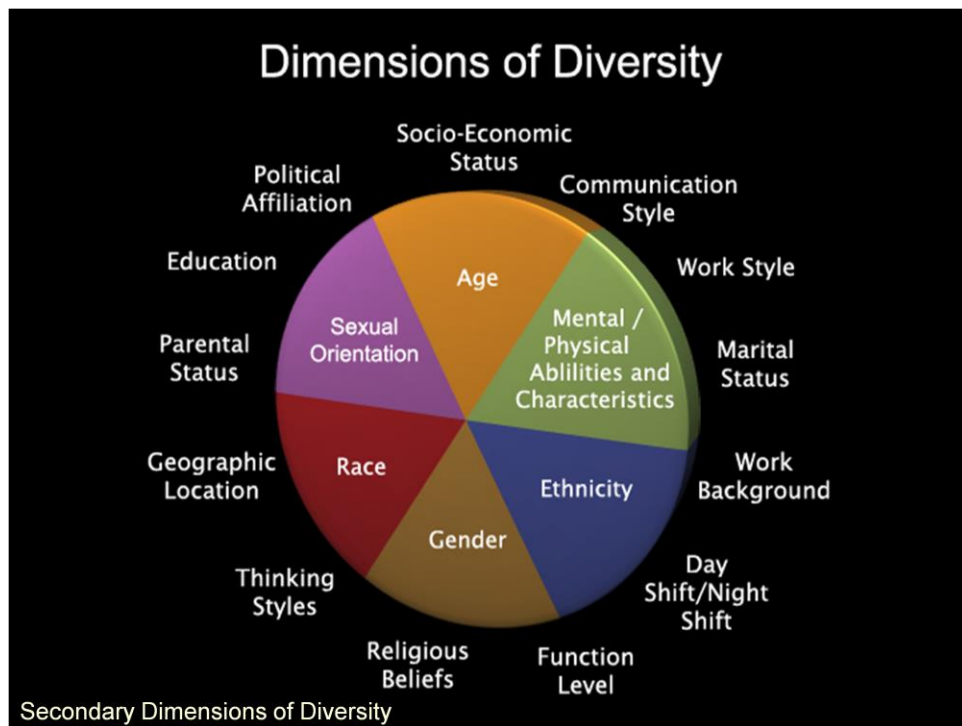 Dimensions of Diversity
Socio-Economic
Status
Communication
Style
Work Style
Marital
Status
Work
Background
Day
Shift/Night
Shift
Function
Level
Religious
Beliefs
Thinking
Styles
Geographic
Location
Parental
Status
Education
Political
Affiliation
Age
Mental /
Physical
Ablilities and
Characteristics
Ethnicity
Gender
Race
Sexual
Orientation
Secondary Dimensions of Diversity